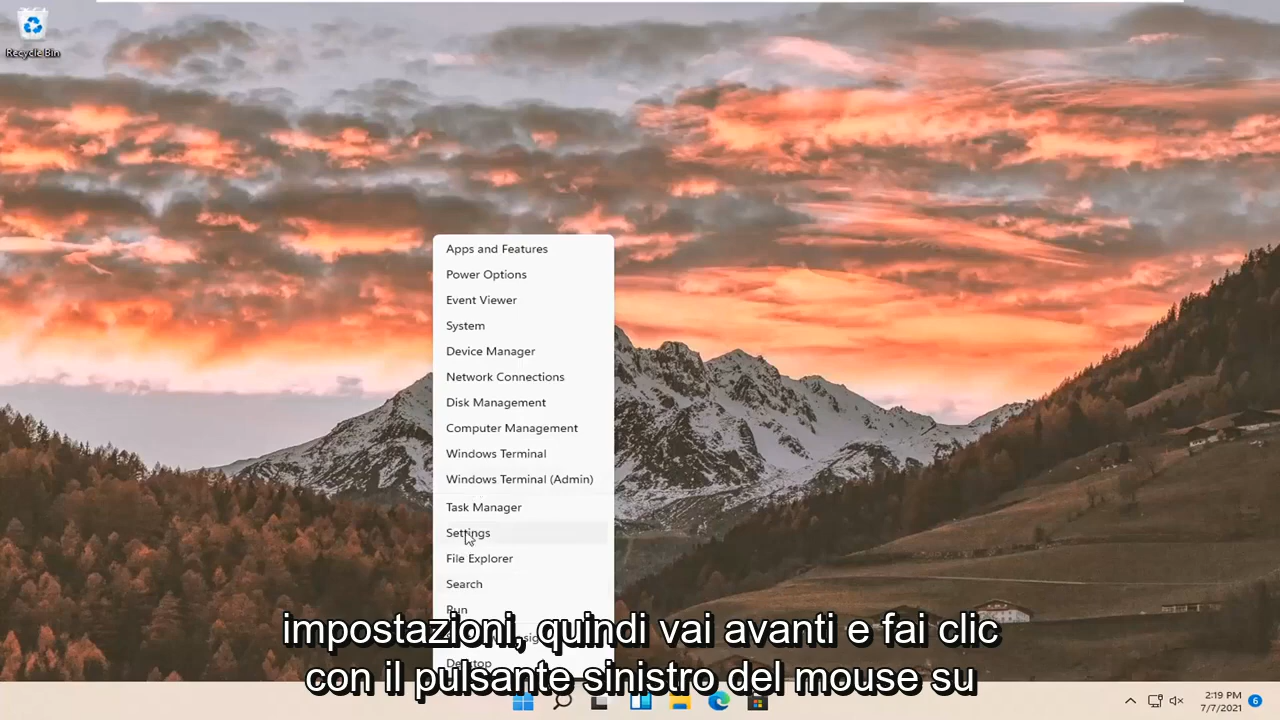 Recycle Bin
Apps and Features
Power Options
Event Viewer
System
Device Manager
Network Connections
Disk Management
Computer Management
Windows Terminal
Windows Terminal (Admin)
Task Manager
Settings
File Explorer
Search
Run
Desktop
impostazioni, quindi vai avanti e fai clic
con il pulsante sinistro del mouse su
2:19 PM
7/7/2021
6